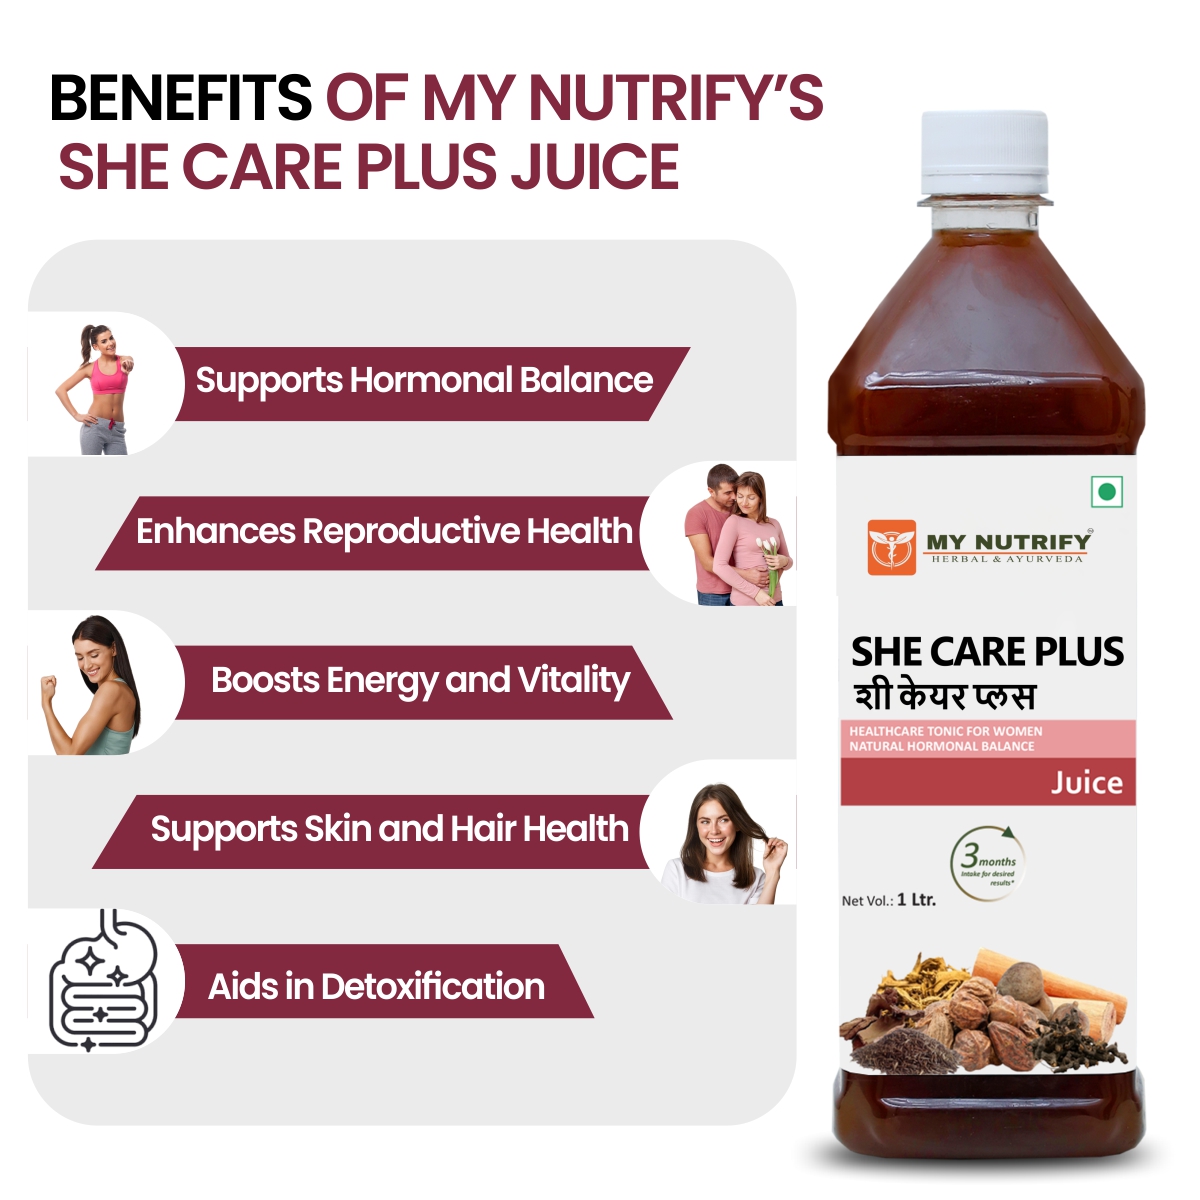 BENEFITS OF MY NUTRIFY'S
SHE CARE PLUS JUICE
Supports Hormonal Balance
Enhances Reproductive Health
Boosts Energy and Vitality
Supports Skin and Hair Health
Aids in Detoxification
MY NUTRIFY
HERBAL & AYURVEDA
SHE CARE PLUS
शी केयर प्लस
HEALTHCARE TONIC FOR WOMEN
NATURAL HORMONAL BALANCE
Juice
3 months
Intake for desired
results*
Net Vol.: 1 Ltr.